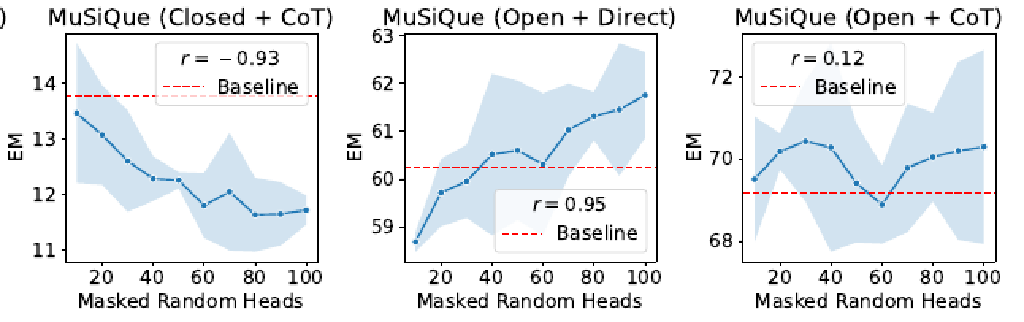 ) MuSiQue (Closed + CoT)
r = −0.93
Baseline
EM
14
13
12
11
20 40 60 80 100
Masked Random Heads
MuSiQue (Open + Direct)
63
62
61
60
59
EM
r = 0.95
Baseline
20 40 60 80 100
Masked Random Heads
MuSiQue (Open + CoT)
r = 0.12
Baseline
EM
72
70
68
20 40 60 80 100
Masked Random Heads